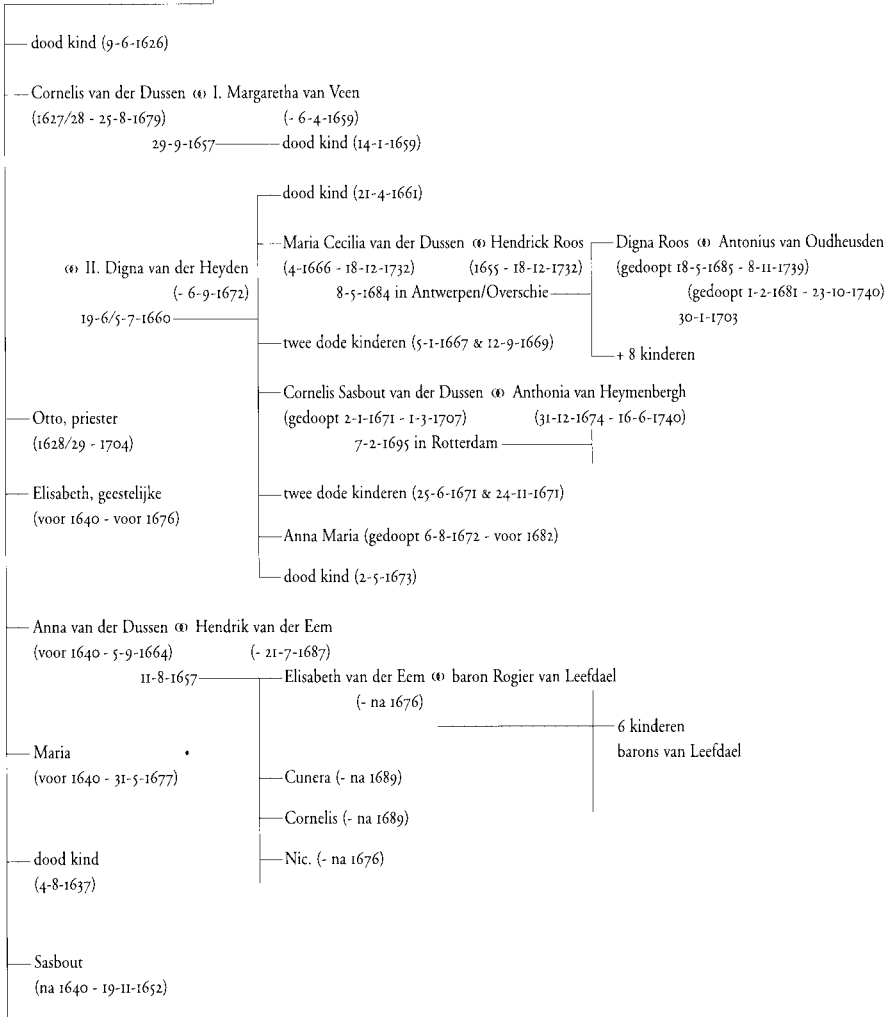 dood kind (9-6-1626)
Cornelis van der Dussen ⚭ I. Margaretha van Veen
(1627/28 - 25-8-1679) (- 6-4-1659)
29-9-1657 dood kind (14-1-1659)
dood kind (21-4-1661)
Maria Cecilia van der Dussen ⚭ Hendrick Roos Digna Roos ⚭ Antonius van Oudheusden
⚭ II. Digna van der Heyden (4-1666 - 18-12-1732) (1655 - 18-12-1732) (gedoopt 18-5-1685 - 8-11-1739)
(- 6-9-1672) 8-5-1684 in Antwerpen/Overschie (gedoopt 1-2-1681 - 23-10-1740)
19-6/5-7-1660 30-1-1703
twee dode kinderen (5-1-1667 & 12-9-1669)
+ 8 kinderen
Cornelis Sasbout van der Dussen ⚭ Anthonia van Heymenbergh
Otto, priester (gedoopt 2-1-1671 - 1-3-1707) (31-12-1674 - 16-6-1740)
(1628/29 - 1704) 7-2-1695 in Rotterdam
Elisabeth, geestelijke twee dode kinderen (25-6-1671 & 24-11-1671)
(voor 1640 - voor 1676)
Anna Maria (gedoopt 6-8-1672 - voor 1682)
dood kind (2-5-1673)
Anna van der Dussen ⚭ Hendrik van der Eem
(voor 1640 - 5-9-1664) (- 21-7-1687)
11-8-1657 Elisabeth van der Eem ⚭ baron Rogier van Leefdael
(- na 1676)
6 kinderen
Maria barons van Leefdael
(voor 1640 - 31-5-1677) Cunera (- na 1689)
Cornelis (- na 1689)
dood kind Nic. (- na 1676)
(4-8-1637)
Sasbout
(na 1640 - 19-11-1652)